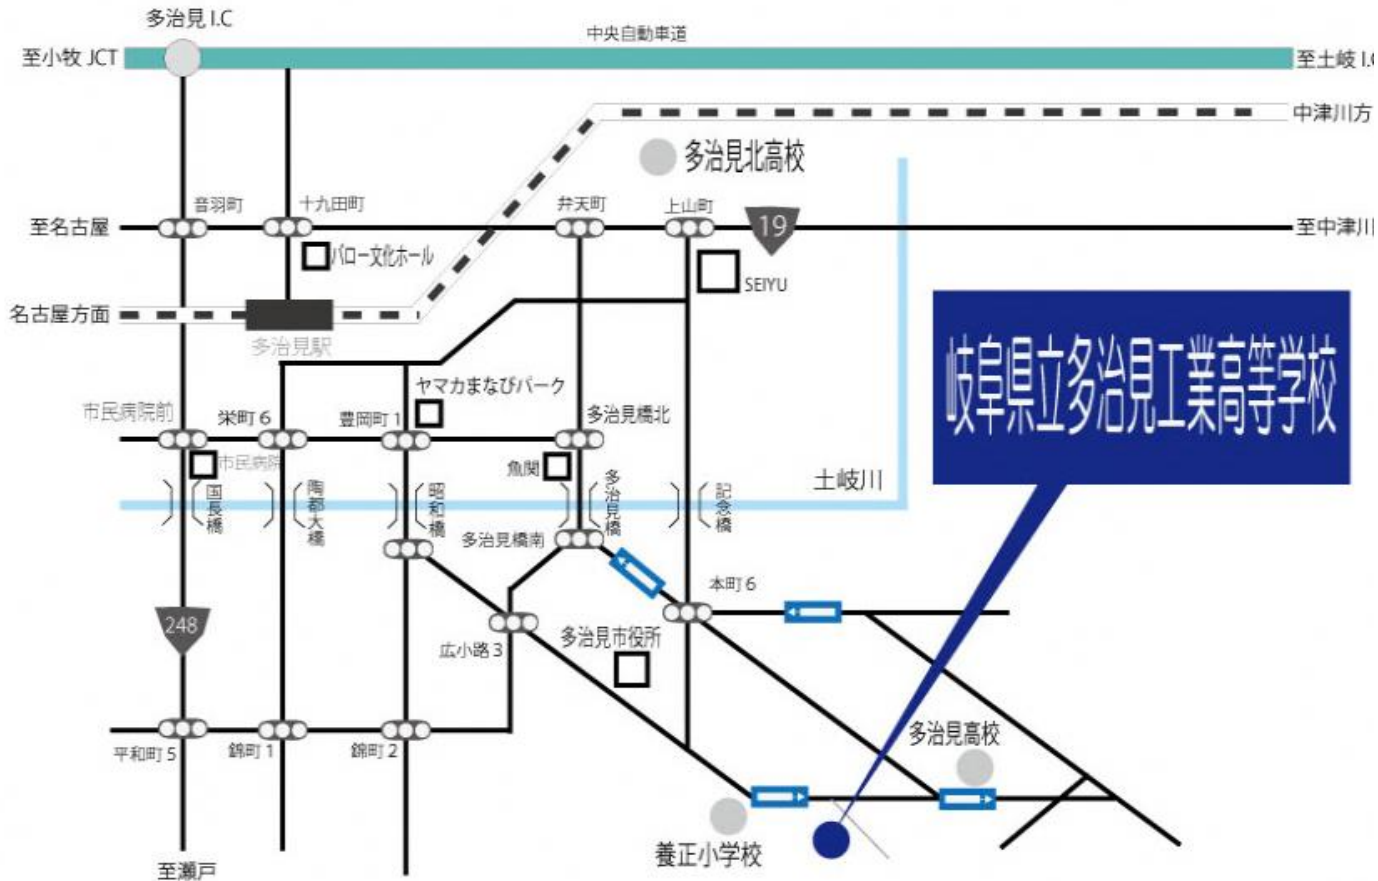 多治見 I.C
中央自動車道
至小牧 JCT
至土岐 I.C
中津川方
多治見北高校
音羽町
十九田町
弁天町
上山町
至名古屋
19
至中津川
バロー文化ホール
SEIYU
名古屋方面
多治見駅
岐阜県立多治見工業高等学校
ヤマカまなびパーク
市民病院前
栄町 6
豊岡町 1
多治見橋北
市民病院
魚関
土岐川
国長橋
陶都大橋
昭和橋
多治見橋
記念橋
多治見橋南
本町 6
248
広小路 3
多治見市役所
平和町 5
錦町 1
錦町 2
多治見高校
養正小学校
至瀬戸